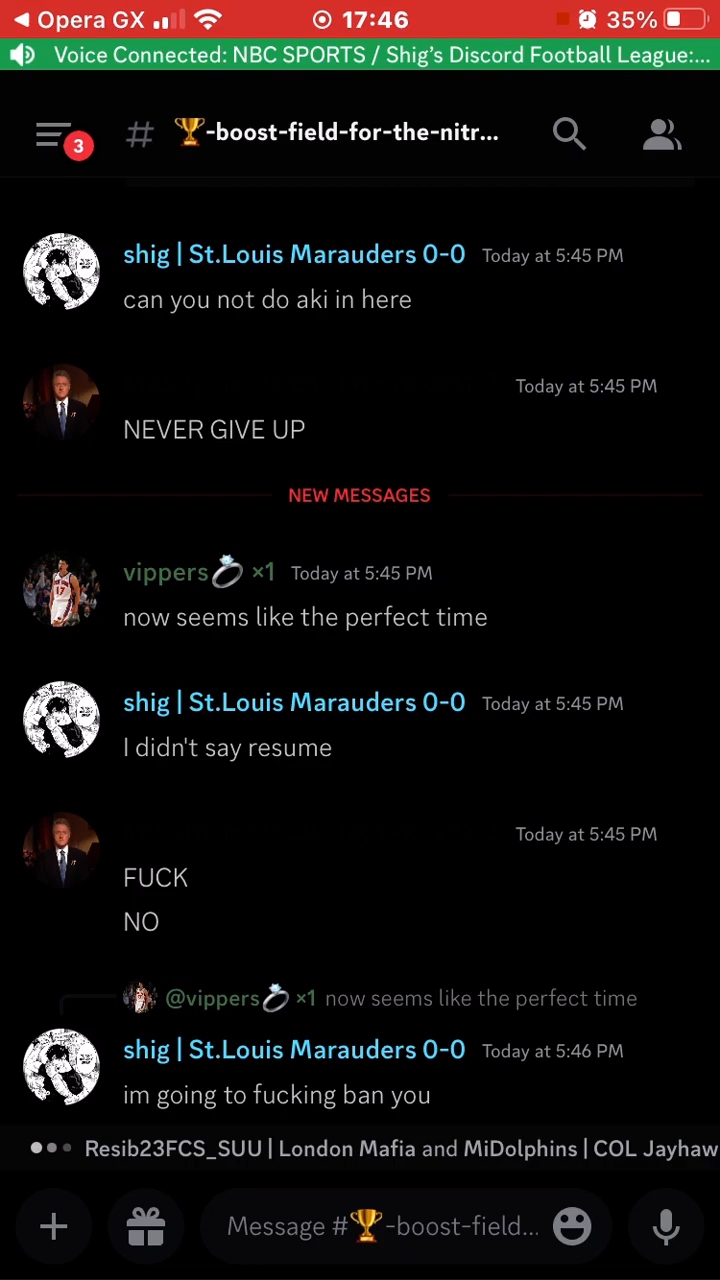 Opera GX 17:46 35%
Voice Connected: NBC SPORTS / Shig's Discord Football League:...
3 # 🏆-boost-field-for-the-nitr...
shig | St.Louis Marauders 0-0 Today at 5:45 PM
can you not do aki in here
Today at 5:45 PM
NEVER GIVE UP
NEW MESSAGES
vippers💍 ×1 Today at 5:45 PM
now seems like the perfect time
shig | St.Louis Marauders 0-0 Today at 5:45 PM
I didn't say resume
Today at 5:45 PM
FUCK
NO
@vippers💍 ×1 now seems like the perfect time
shig | St.Louis Marauders 0-0 Today at 5:46 PM
im going to fucking ban you
Resib23FCS_SUU | London Mafia and MiDolphins | COL Jayhaw
Message #🏆-boost-field...